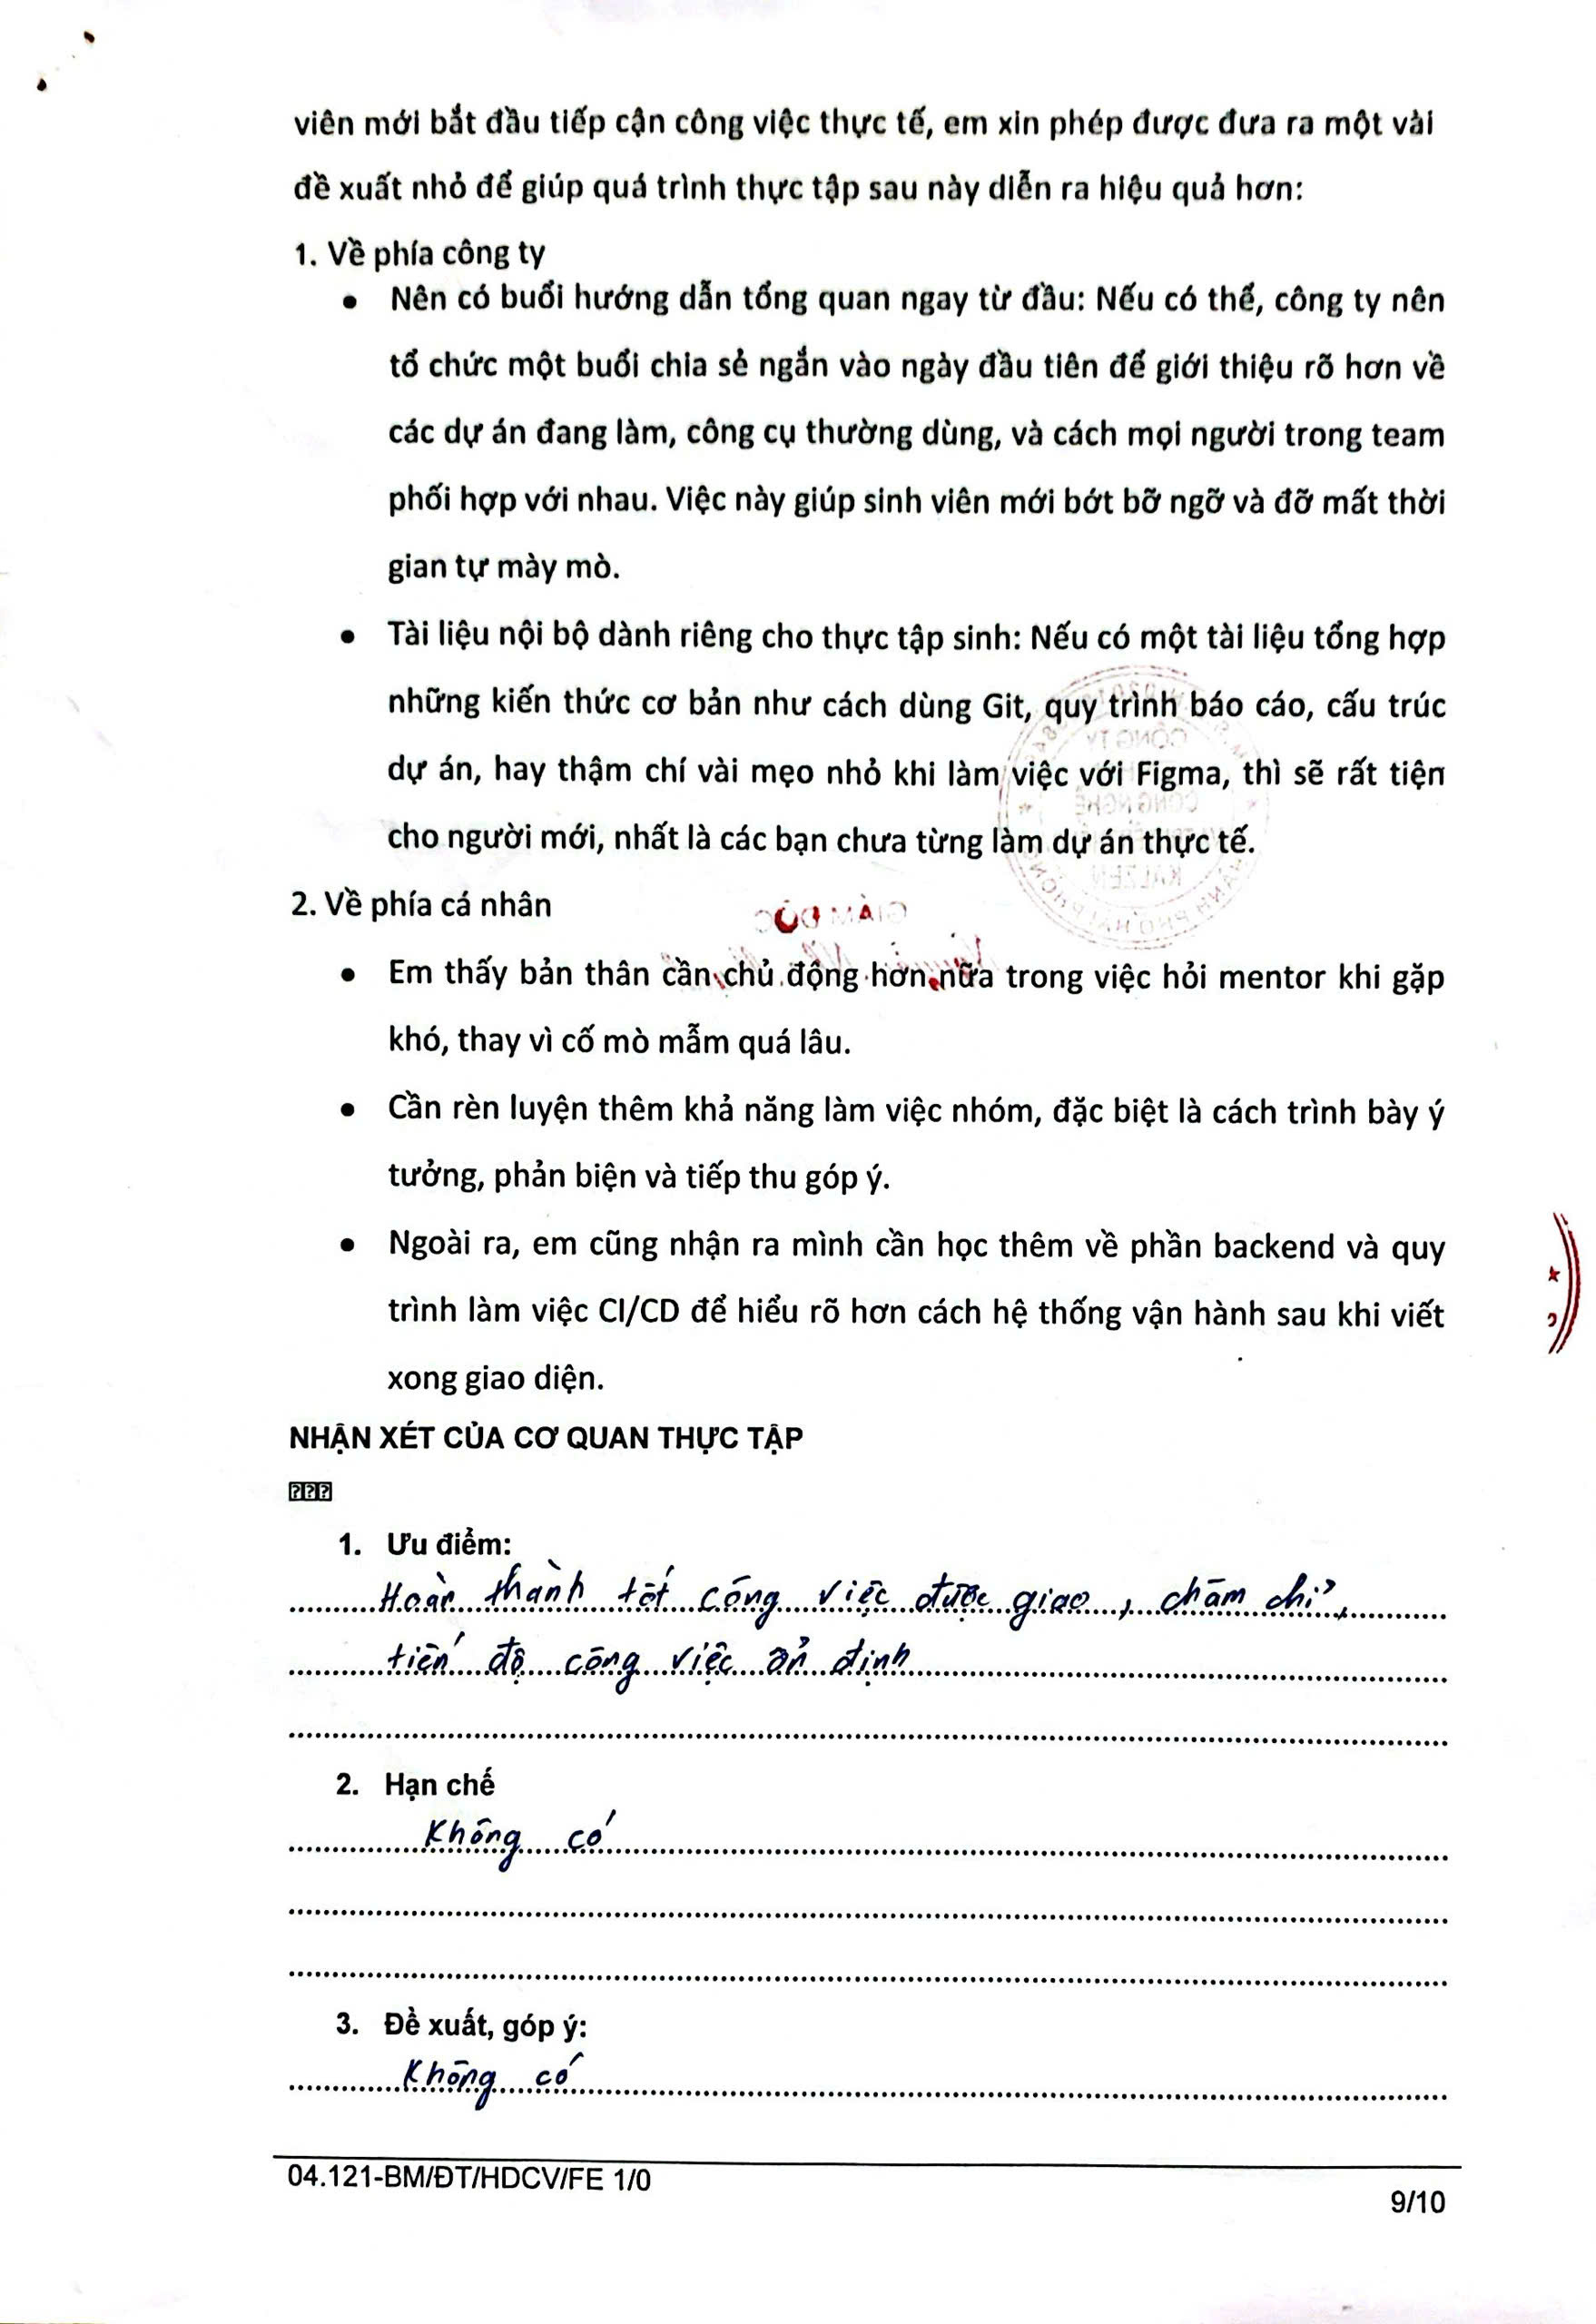 viên mới bắt đầu tiếp cận công việc thực tế, em xin phép được đưa ra một vài
đề xuất nhỏ để giúp quá trình thực tập sau này diễn ra hiệu quả hơn:
1. Về phía công ty
• Nên có buổi hướng dẫn tổng quan ngay từ đầu: Nếu có thể, công ty nên
tổ chức một buổi chia sẻ ngắn vào ngày đầu tiên để giới thiệu rõ hơn về
các dự án đang làm, công cụ thường dùng, và cách mọi người trong team
phối hợp với nhau. Việc này giúp sinh viên mới bớt bỡ ngỡ và đỡ mất thời
gian tự mày mò.
• Tài liệu nội bộ dành riêng cho thực tập sinh: Nếu có một tài liệu tổng hợp
những kiến thức cơ bản như cách dùng Git, quy trình báo cáo, cấu trúc
dự án, hay thậm chí vài mẹo nhỏ khi làm việc với Figma, thì sẽ rất tiện
cho người mới, nhất là các bạn chưa từng làm dự án thực tế.
CÔNG TY
CÔNG NGHỆ
KAIZEN
2. Về phía cá nhân
GIÁM ĐỐC
• Em thấy bản thân cần chủ động hơn nữa trong việc hỏi mentor khi gặp
khó, thay vì cố mò mẫm quá lâu.
• Cần rèn luyện thêm khả năng làm việc nhóm, đặc biệt là cách trình bày ý
tưởng, phản biện và tiếp thu góp ý.
• Ngoài ra, em cũng nhận ra mình cần học thêm về phần backend và quy
trình làm việc CI/CD để hiểu rõ hơn cách hệ thống vận hành sau khi viết
xong giao diện.
NHẬN XÉT CỦA CƠ QUAN THỰC TẬP
1. Ưu điểm:
Hoàn thành tốt công việc được giao, chăm chỉ,
tiến độ công việc ổn định
2. Hạn chế
Không có
3. Đề xuất, góp ý:
Không có
04.121-BM/ĐT/HDCV/FE 1/0
9/10